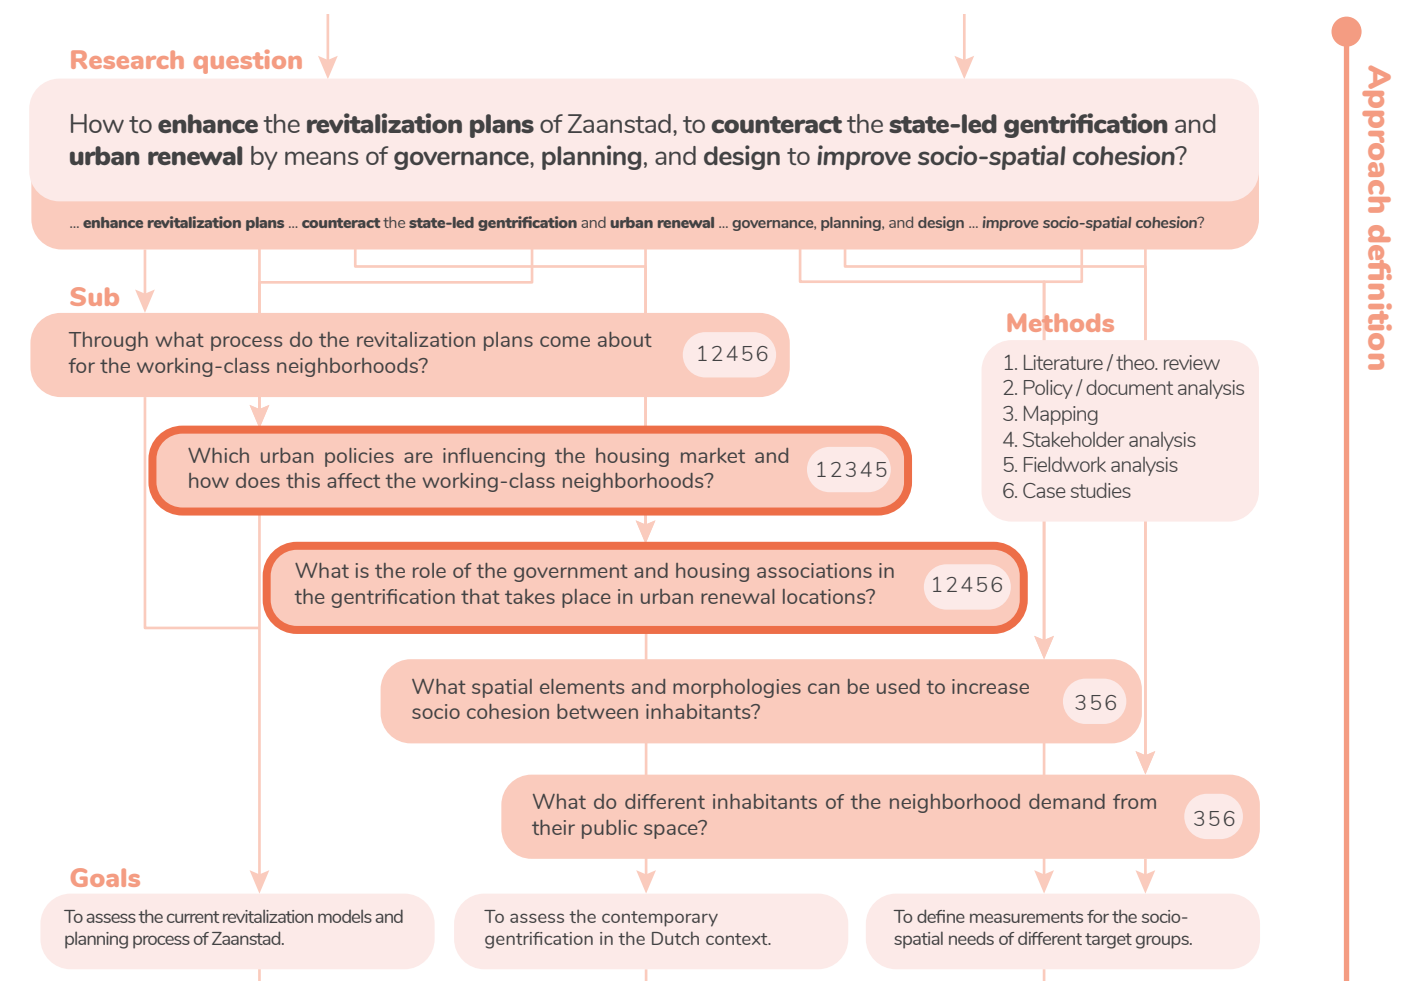 Research question
How to enhance the revitalization plans of Zaanstad, to counteract the state-led gentrification and
urban renewal by means of governance, planning, and design to improve socio-spatial cohesion?
... enhance revitalization plans ... counteract the state-led gentrification and urban renewal ... governance, planning, and design ... improve socio-spatial cohesion?
Sub
Through what process do the revitalization plans come about
for the working-class neighborhoods?
12456
Which urban policies are influencing the housing market and
how does this affect the working-class neighborhoods?
12345
What is the role of the government and housing associations in
the gentrification that takes place in urban renewal locations?
12456
What spatial elements and morphologies can be used to increase
socio cohesion between inhabitants?
356
What do different inhabitants of the neighborhood demand from
their public space?
356
Methods
1. Literature / theo. review
2. Policy / document analysis
3. Mapping
4. Stakeholder analysis
5. Fieldwork analysis
6. Case studies
Goals
To assess the current revitalization models and
planning process of Zaanstad.
To assess the contemporary
gentrification in the Dutch context.
To define measurements for the socio-
spatial needs of different target groups.
Approach definition